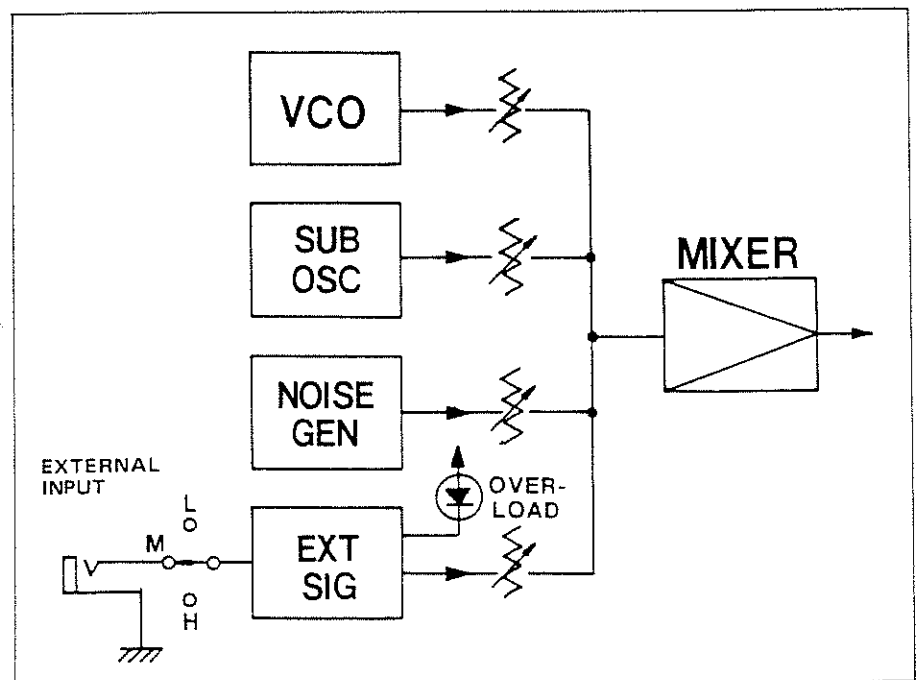 VCO
SUB
OSC
MIXER
NOISE
GEN
EXTERNAL
INPUT
L
M
H
OVER-
LOAD
EXT
SIG